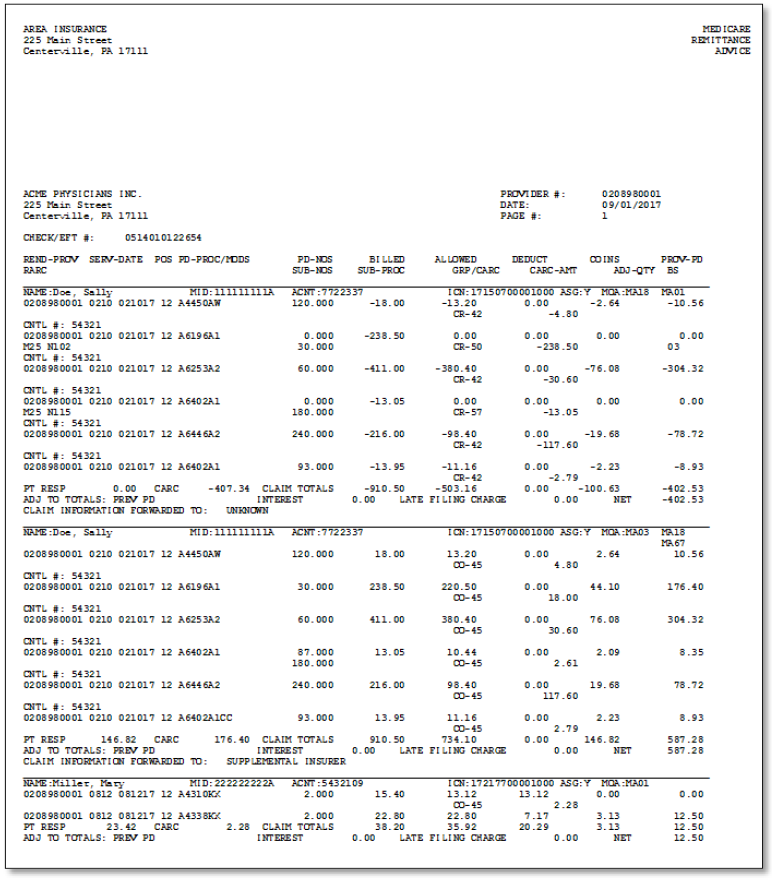 AREA INSURANCE MEDICARE
225 Main Street REMITTANCE
Centerville, PA 17111 ADVICE
ACME PHYSICIANS INC. PROVIDER #: 0208980001
225 Main Street DATE: 09/01/2017
Centerville, PA 17111 PAGE #: 1
CHECK/EFT #: 0514010122654
REND-PROV SERV-DATE POS PD-PROC/MODS PD-NOS BILLED ALLOWED DEDUCT COINS PROV-PD
RARC SUB-NOS SUB-PROC GRP/CARC CARC-AMT ADJ-QTY BS
NAME:Doe, Sally MID:111111111A ACNT:7722337 ICN:17150700001000 ASG:Y MOA:MA18 MA01
0208980001 0210 021017 12 A4450AW 120.000 -18.00 -13.20 0.00 -2.64 -10.56
CR-42 -4.80
CNTL #: 54321
0208980001 0210 021017 12 A6196A1 0.000 -238.50 0.00 0.00 0.00 0.00
M25 N102 30.000 CR-50 -238.50 03
CNTL #: 54321
0208980001 0210 021017 12 A6253A2 60.000 -411.00 -380.40 0.00 -76.08 -304.32
CR-42 -30.60
CNTL #: 54321
0208980001 0210 021017 12 A6402A1 0.000 -13.05 0.00 0.00 0.00 0.00
M25 N115 180.000 CR-57 -13.05
CNTL #: 54321
0208980001 0210 021017 12 A6446A2 240.000 -216.00 -98.40 0.00 -19.68 -78.72
CR-42 -117.60
CNTL #: 54321
0208980001 0210 021017 12 A6402A1 93.000 -13.95 -11.16 0.00 -2.23 -8.93
CR-42 -2.79
PT RESP 0.00 CARC -407.34 CLAIM TOTALS -910.50 -503.16 0.00 -100.63 -402.53
ADJ TO TOTALS: PREV PD INTEREST 0.00 LATE FILING CHARGE 0.00 NET -402.53
CLAIM INFORMATION FORWARDED TO: UNKNOWN
NAME:Doe, Sally MID:111111111A ACNT:7722337 ICN:17150700001000 ASG:Y MOA:MA03 MA18
MA67
0208980001 0210 021017 12 A4450AW 120.000 18.00 13.20 0.00 2.64 10.56
CO-45 4.80
CNTL #: 54321
0208980001 0210 021017 12 A6196A1 30.000 238.50 220.50 0.00 44.10 176.40
CO-45 18.00
CNTL #: 54321
0208980001 0210 021017 12 A6253A2 60.000 411.00 380.40 0.00 76.08 304.32
CO-45 30.60
CNTL #: 54321
0208980001 0210 021017 12 A6402A1 87.000 13.05 10.44 0.00 2.09 8.35
180.000 CO-45 2.61
CNTL #: 54321
0208980001 0210 021017 12 A6446A2 240.000 216.00 98.40 0.00 19.68 78.72
CO-45 117.60
CNTL #: 54321
0208980001 0210 021017 12 A6402A1CC 93.000 13.95 11.16 0.00 2.23 8.93
CO-45 2.79
PT RESP 146.82 CARC 176.40 CLAIM TOTALS 910.50 734.10 0.00 146.82 587.28
ADJ TO TOTALS: PREV PD INTEREST 0.00 LATE FILING CHARGE 0.00 NET 587.28
CLAIM INFORMATION FORWARDED TO: SUPPLEMENTAL INSURER
NAME:Miller, Mary MID:222222222A ACNT:5432109 ICN:17217700001000 ASG:Y MOA:MA01
0208980001 0812 081217 12 A4310KX 2.000 15.40 13.12 13.12 0.00 0.00
CO-45 2.28
0208980001 0812 081217 12 A4338KX 2.000 22.80 22.80 7.17 3.13 12.50
PT RESP 23.42 CARC 2.28 CLAIM TOTALS 38.20 35.92 20.29 3.13 12.50
ADJ TO TOTALS: PREV PD INTEREST 0.00 LATE FILING CHARGE 0.00 NET 12.50